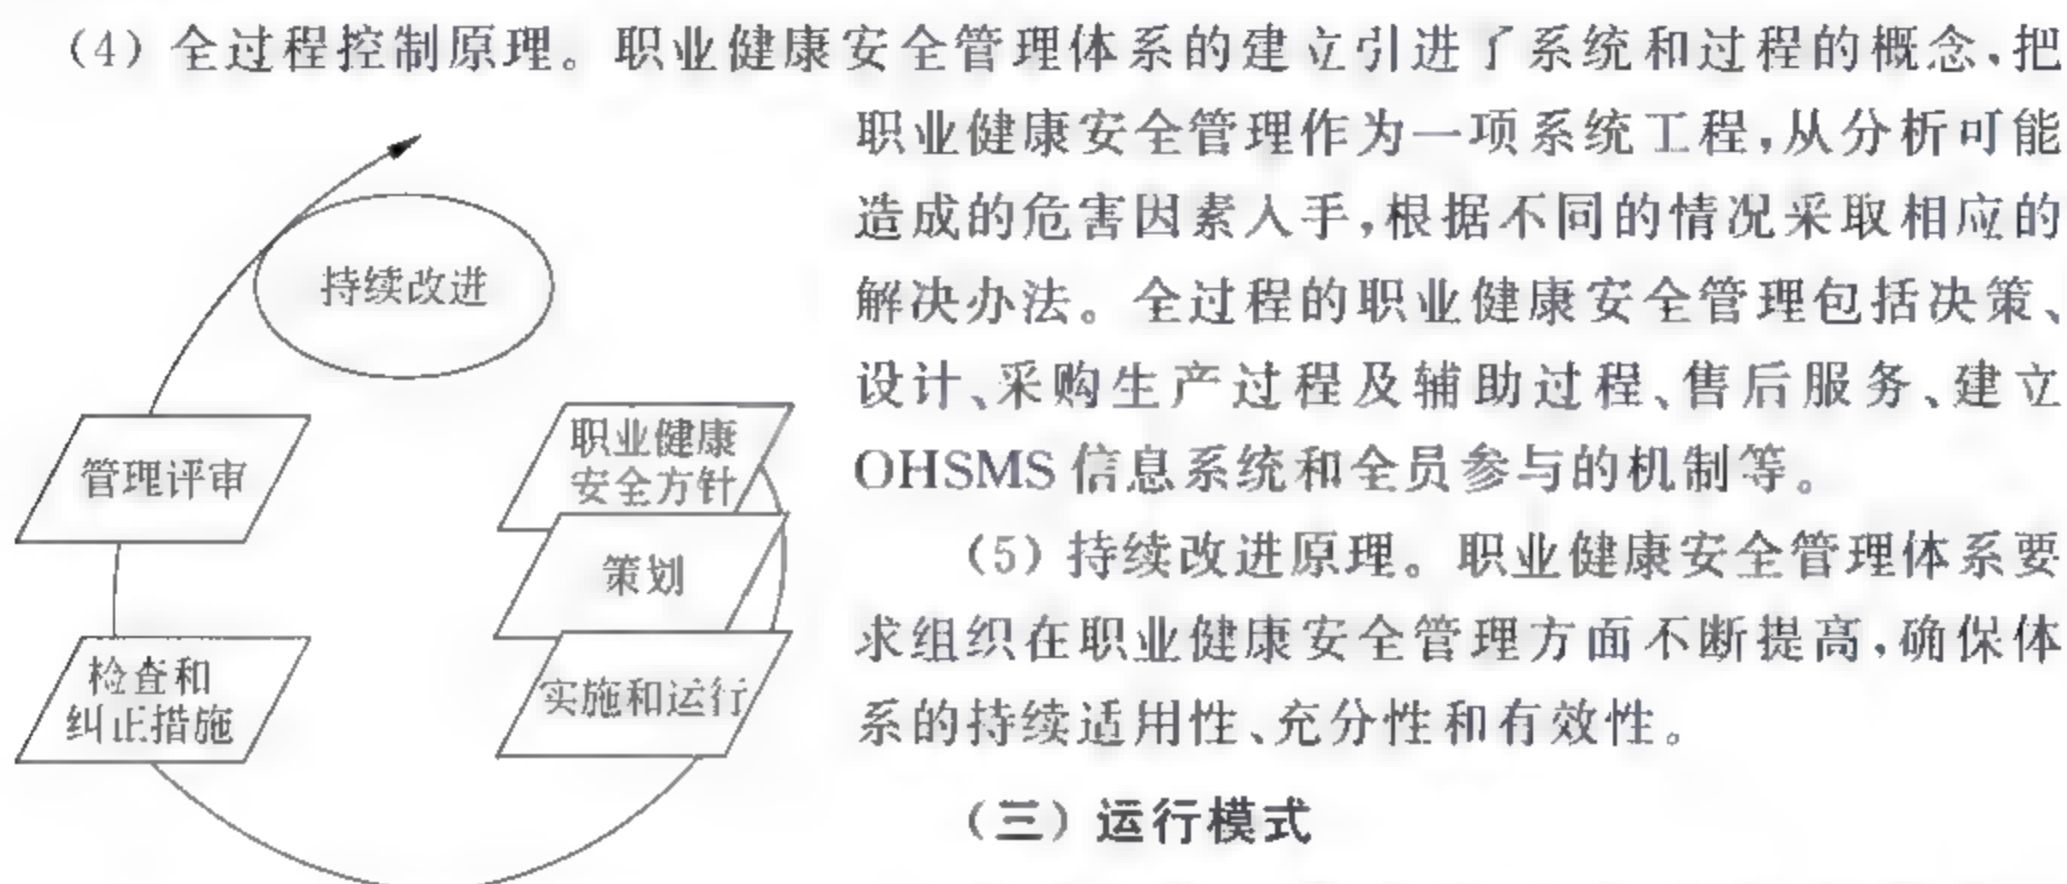 （4）全过程控制原理。职业健康安全管理体系的建立引进了系统和过程的概念,把
职业健康安全管理作为一项系统工程,从分析可能
造成的危害因素入手,根据不同的情况采取相应的
解决办法。全过程的职业健康安全管理包括决策、
设计、采购生产过程及辅助过程、售后服务、建立
OHSMS 信息系统和全员参与的机制等。
（5）持续改进原理。职业健康安全管理体系要
求组织在职业健康安全管理方面不断提高,确保体
系的持续适用性、充分性和有效性。
（三）运行模式
持续改进
管理评审
职业健康
安全方针
策划
检查和
纠正措施
实施和运行